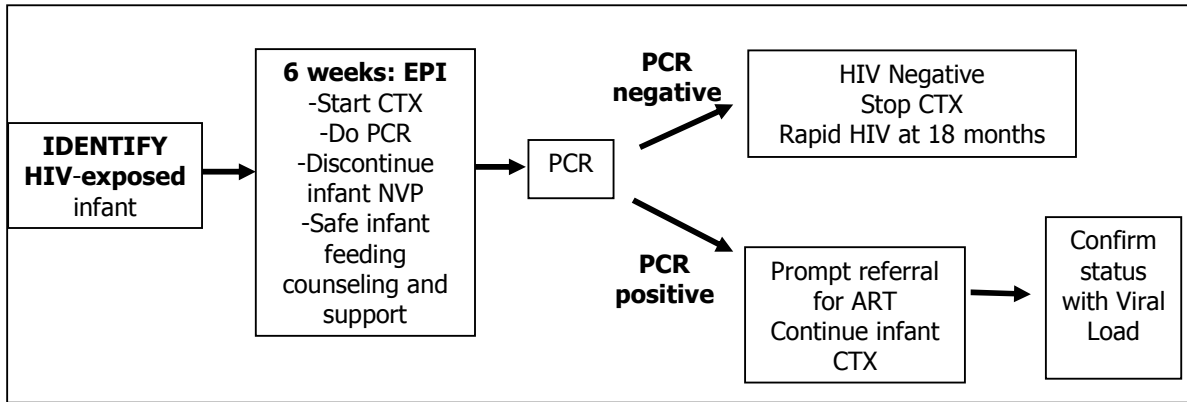 IDENTIFY
HIV-exposed
infant
6 weeks: EPI
-Start CTX
-Do PCR
-Discontinue
infant NVP
-Safe infant
feeding
counseling and
support
PCR
PCR
negative
HIV Negative
Stop CTX
Rapid HIV at 18 months
PCR
positive
Prompt referral
for ART
Continue infant
CTX
Confirm
status
with Viral
Load